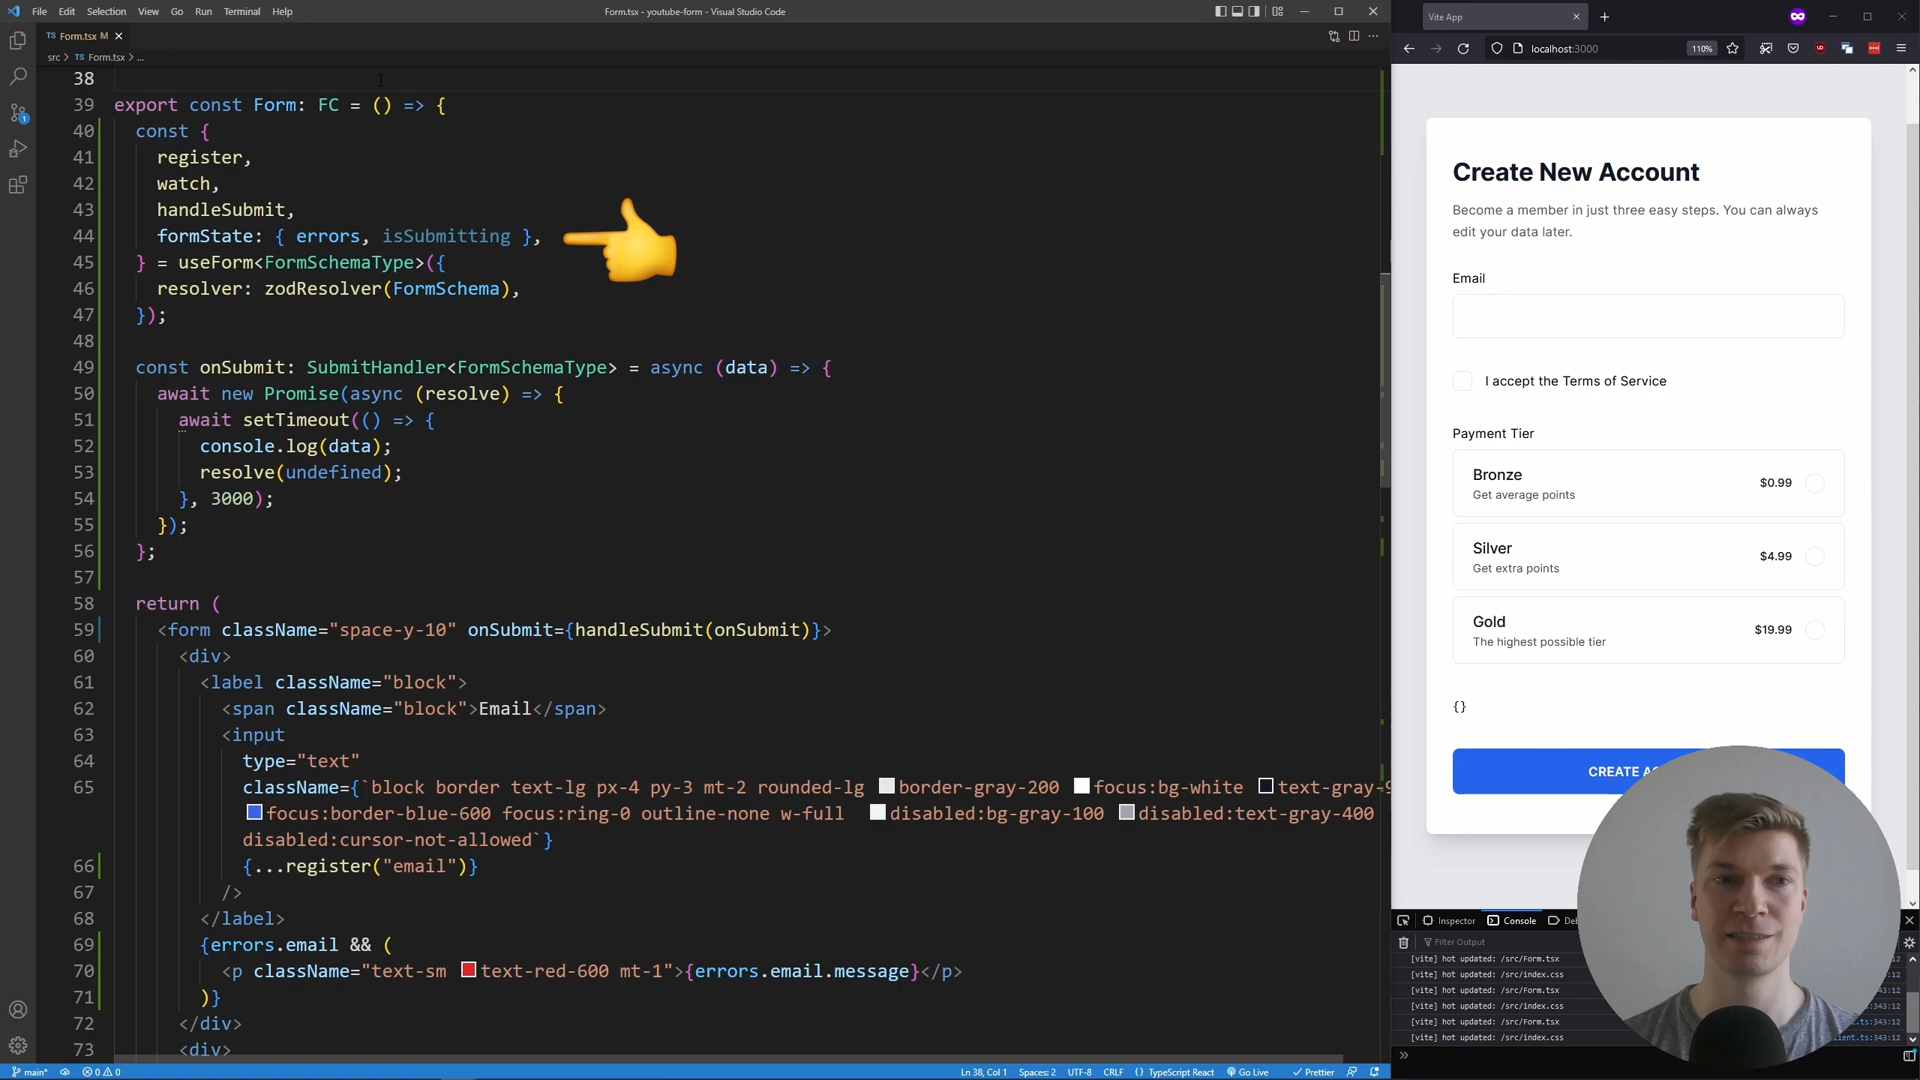 File Edit Selection View Go Run Terminal Help
Form.tsx - youtube-form - Visual Studio Code
TS Form.tsx M
src > TS Form.tsx > ...
38
39 export const Form: FC = () => {
40 const {
41 register,
42 watch,
43 handleSubmit,
44 formState: { errors, isSubmitting },
45 } = useForm<FormSchemaType>({
46 resolver: zodResolver(FormSchema),
47 });
48
49 const onSubmit: SubmitHandler<FormSchemaType> = async (data) => {
50 await new Promise(async (resolve) => {
51 await setTimeout(() => {
52 console.log(data);
53 resolve(undefined);
54 }, 3000);
55 });
56 };
57
58 return (
59 <form className="space-y-10" onSubmit={handleSubmit(onSubmit)}>
60 <div>
61 <label className="block">
62 <span className="block">Email</span>
63 <input
64 type="text"
65 className={`block border text-lg px-4 py-3 mt-2 rounded-lg border-gray-200 focus:bg-white text-gray-9
focus:border-blue-600 focus:ring-0 outline-none w-full disabled:bg-gray-100 disabled:text-gray-400
disabled:cursor-not-allowed`}
66 {...register("email")}
67 />
68 </label>
69 {errors.email && (
70 <p className="text-sm text-red-600 mt-1">{errors.email.message}</p>
71 )}
72 </div>
73 <div>
1
main* 0 0
Ln 38, Col 1 Spaces: 2 UTF-8 CRLF {} TypeScript React Go Live Prettier
Vite App
localhost:3000
110%
Create New Account
Become a member in just three easy steps. You can always
edit your data later.
Email
I accept the Terms of Service
Payment Tier
Bronze
Get average points
$0.99
Silver
Get extra points
$4.99
Gold
The highest possible tier
$19.99
{}
CREATE AC
Inspector Console Deb
Filter Output
[vite] hot updated: /src/Form.tsx
[vite] hot updated: /src/index.css
[vite] hot updated: /src/Form.tsx
[vite] hot updated: /src/index.css
[vite] hot updated: /src/Form.tsx
[vite] hot updated: /src/index.css